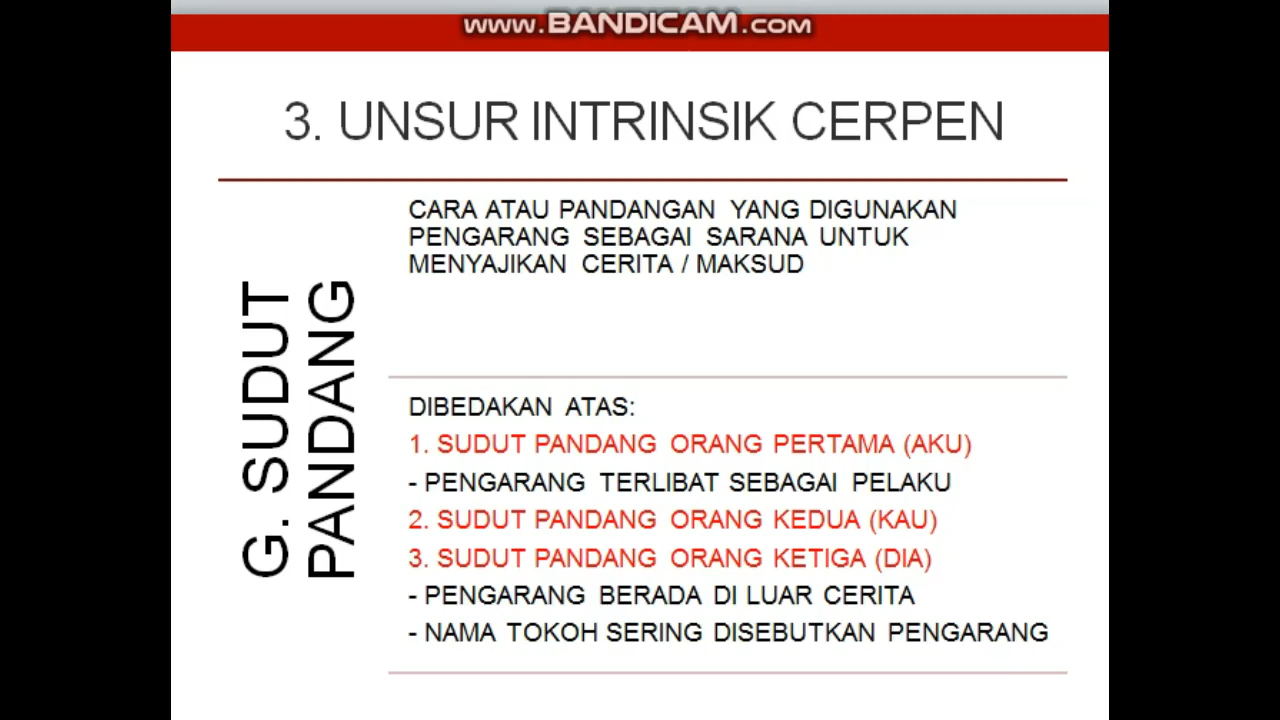 www.BANDICAM.com
3. UNSUR INTRINSIK CERPEN
G. SUDUT
PANDANG
CARA ATAU PANDANGAN YANG DIGUNAKAN
PENGARANG SEBAGAI SARANA UNTUK
MENYAJIKAN CERITA / MAKSUD
DIBEDAKAN ATAS:
1. SUDUT PANDANG ORANG PERTAMA (AKU)
- PENGARANG TERLIBAT SEBAGAI PELAKU
2. SUDUT PANDANG ORANG KEDUA (KAU)
3. SUDUT PANDANG ORANG KETIGA (DIA)
- PENGARANG BERADA DI LUAR CERITA
- NAMA TOKOH SERING DISEBUTKAN PENGARANG